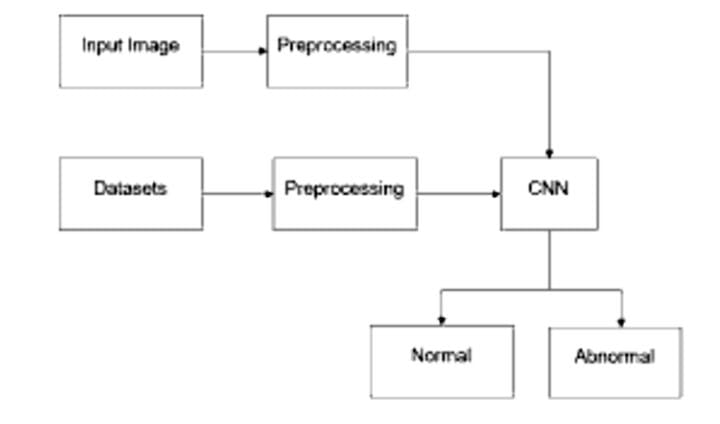 Input Image
Preprocessing
Datasets
Preprocessing
CNN
Normal
Abnormal